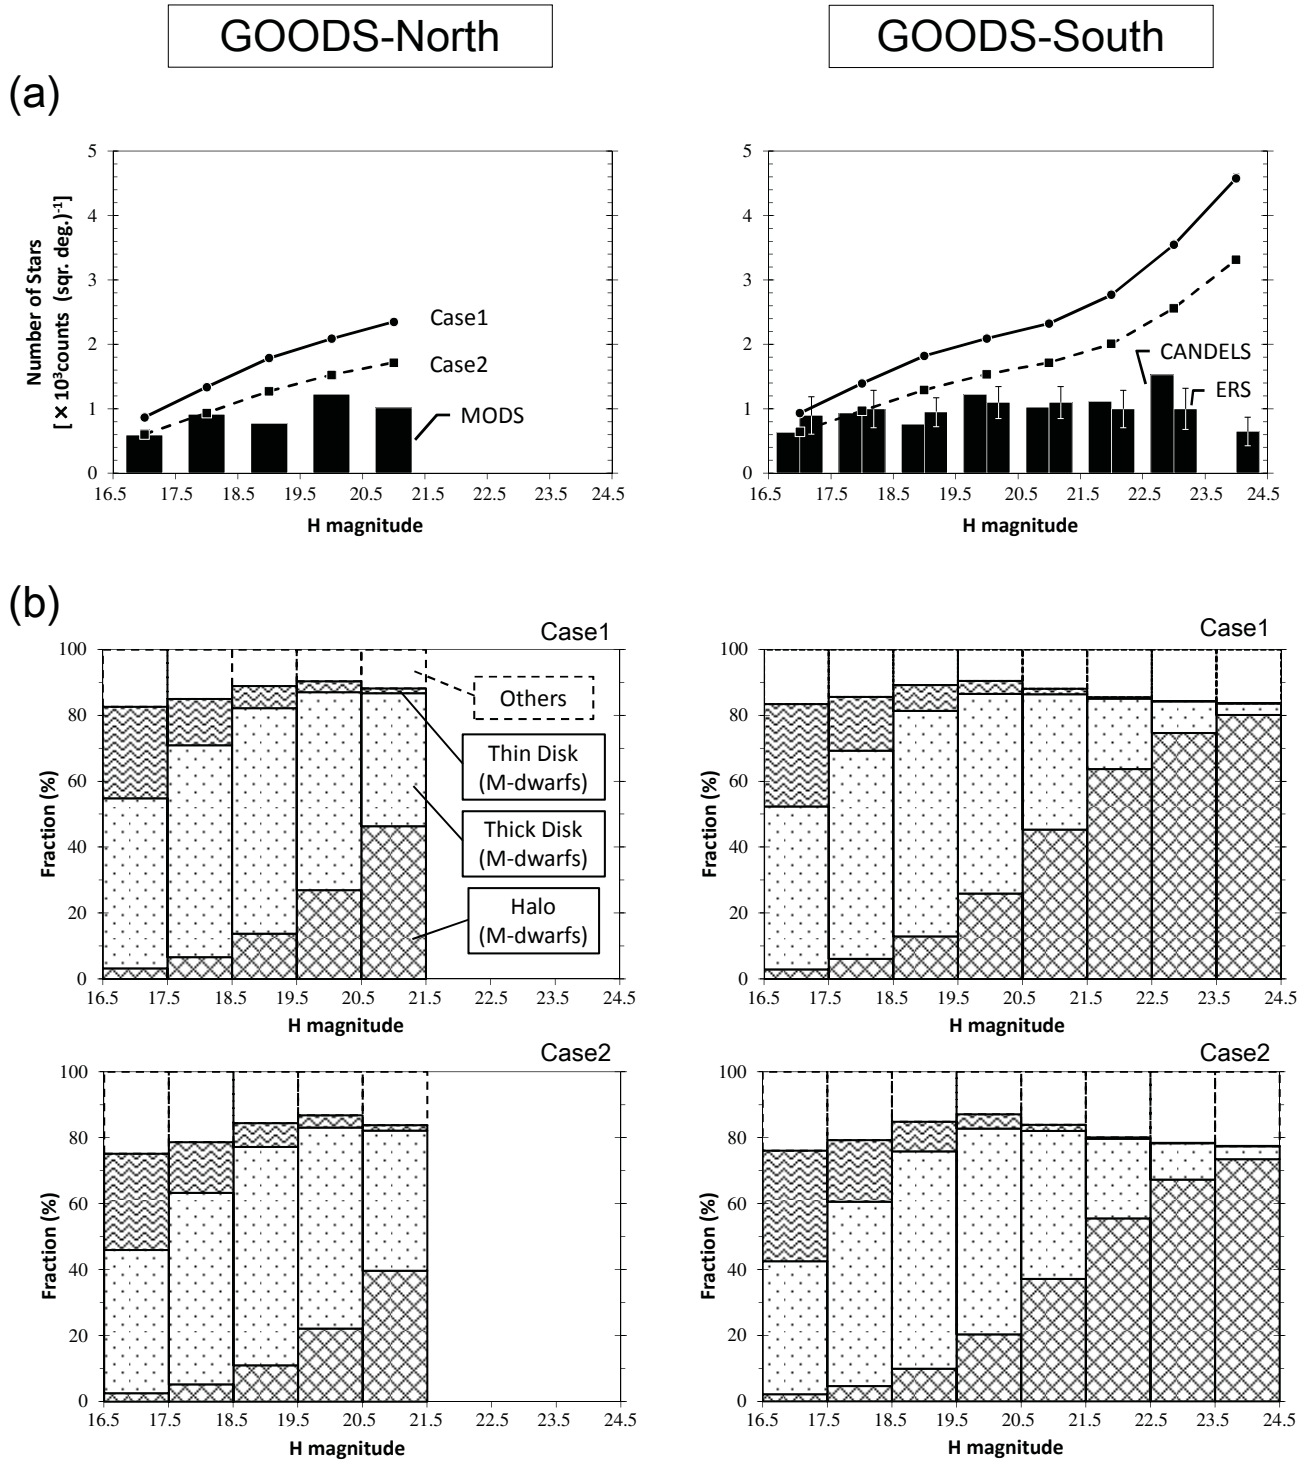 GOODS-North
GOODS-South
(a)
Number of Stars
[×10³counts (sqr. deg.)⁻¹]
5
4
3
2
1
0
Case1
Case2
MODS
16.5 17.5 18.5 19.5 20.5 21.5 22.5 23.5 24.5
H magnitude
5
4
3
2
1
0
CANDELS
ERS
16.5 17.5 18.5 19.5 20.5 21.5 22.5 23.5 24.5
H magnitude
(b)
Case1
Fraction (%)
100
80
60
40
20
0
Others
Thin Disk
(M-dwarfs)
Thick Disk
(M-dwarfs)
Halo
(M-dwarfs)
16.5 17.5 18.5 19.5 20.5 21.5 22.5 23.5 24.5
H magnitude
Case1
Fraction (%)
100
80
60
40
20
0
16.5 17.5 18.5 19.5 20.5 21.5 22.5 23.5 24.5
H magnitude
Case2
Fraction (%)
100
80
60
40
20
0
16.5 17.5 18.5 19.5 20.5 21.5 22.5 23.5 24.5
H magnitude
Case2
Fraction (%)
100
80
60
40
20
0
16.5 17.5 18.5 19.5 20.5 21.5 22.5 23.5 24.5
H magnitude